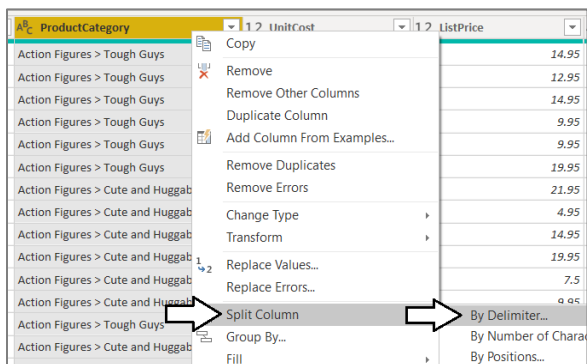 ABC ProductCategory 1.2 UnitCost 1.2 ListPrice
Action Figures > Tough Guys 14.95
Action Figures > Tough Guys 12.95
Action Figures > Tough Guys 14.95
Action Figures > Tough Guys 9.95
Action Figures > Tough Guys 9.95
Action Figures > Tough Guys 19.95
Action Figures > Cute and Huggab 21.95
Action Figures > Cute and Huggab 4.95
Action Figures > Cute and Huggab 14.95
Action Figures > Cute and Huggab 19.95
Action Figures > Cute and Huggab 7.5
Action Figures > Cute and Huggab 9.95
Action Figures > Tough Guys
Action Figures > Cute and Huggab
Copy
Remove
Remove Other Columns
Duplicate Column
Add Column From Examples...
Remove Duplicates
Remove Errors
Change Type
Transform
1 2 Replace Values...
Replace Errors...
Split Column
Group By...
Fill
By Delimiter...
By Number of Charac
By Positions...